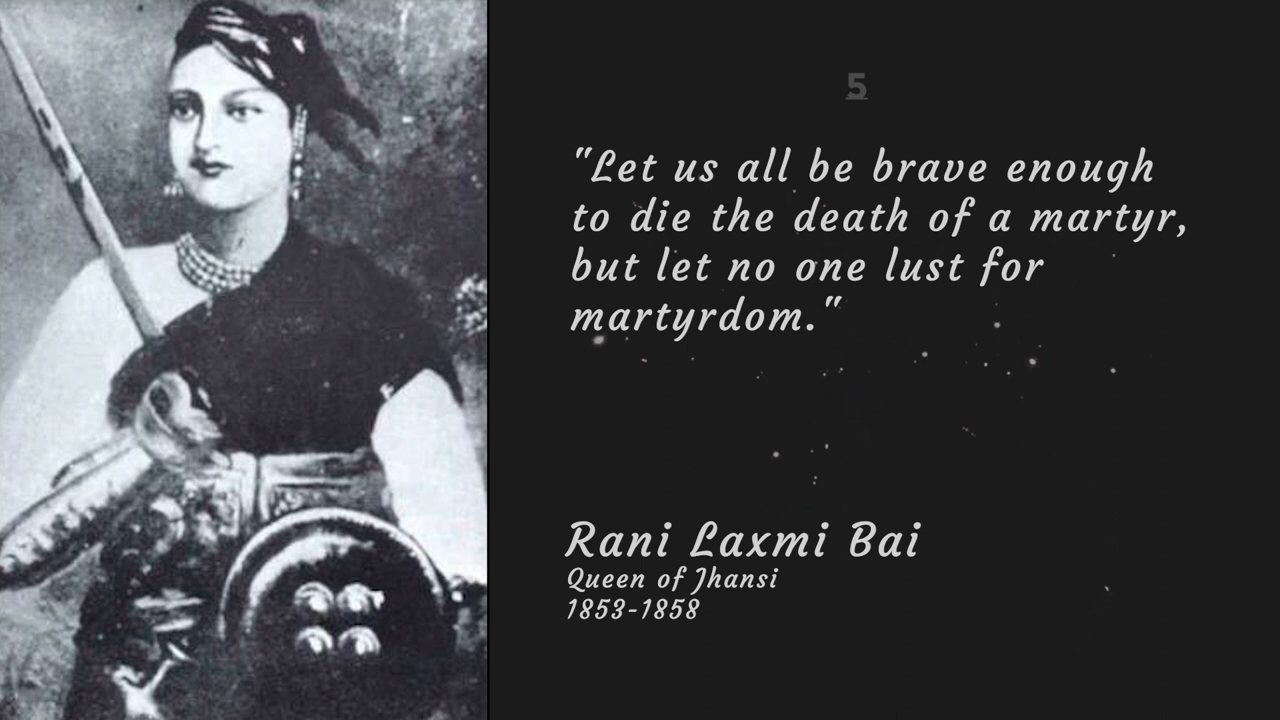 5
"Let us all be brave enough
to die the death of a martyr,
but let no one lust for
martyrdom."
Rani Laxmi Bai
Queen of Jhansi
1853-1858